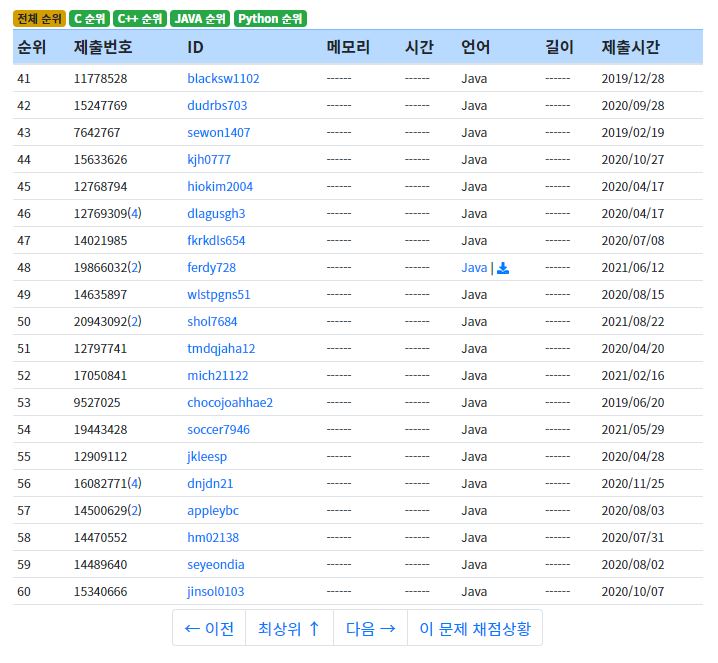 전체 순위 C 순위 C++ 순위 JAVA 순위 Python 순위
순위 제출번호 ID 메모리 시간 언어 길이 제출시간
41 11778528 blacksw1102 ------ ------ Java ------ 2019/12/28
42 15247769 dudrbs703 ------ ------ Java ------ 2020/09/28
43 7642767 sewon1407 ------ ------ Java ------ 2019/02/19
44 15633626 kjh0777 ------ ------ Java ------ 2020/10/27
45 12768794 hiokim2004 ------ ------ Java ------ 2020/04/17
46 12769309(4) dlagusgh3 ------ ------ Java ------ 2020/04/17
47 14021985 fkrkdls654 ------ ------ Java ------ 2020/07/08
48 19866032(2) ferdy728 ------ ------ Java | ------ 2021/06/12
49 14635897 wlstpgns51 ------ ------ Java ------ 2020/08/15
50 20943092(2) shol7684 ------ ------ Java ------ 2021/08/22
51 12797741 tmdqjaha12 ------ ------ Java ------ 2020/04/20
52 17050841 mich21122 ------ ------ Java ------ 2021/02/16
53 9527025 chocojoahhae2 ------ ------ Java ------ 2019/06/20
54 19443428 soccer7946 ------ ------ Java ------ 2021/05/29
55 12909112 jkleesp ------ ------ Java ------ 2020/04/28
56 16082771(4) dnjdn21 ------ ------ Java ------ 2020/11/25
57 14500629(2) appleybc ------ ------ Java ------ 2020/08/03
58 14470552 hm02138 ------ ------ Java ------ 2020/07/31
59 14489640 seyeondia ------ ------ Java ------ 2020/08/02
60 15340666 jinsol0103 ------ ------ Java ------ 2020/10/07
← 이전 최상위 ↑ 다음 → 이 문제 채점상황